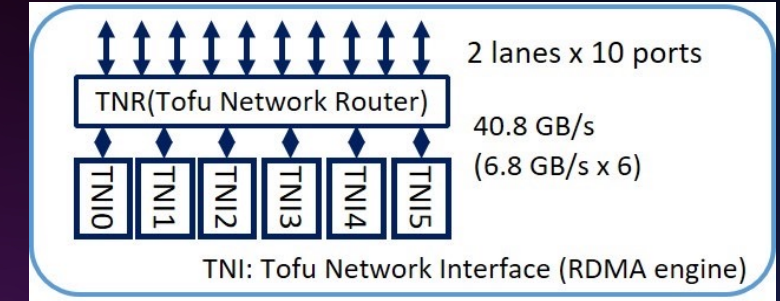 2 lanes x 10 ports
TNR(Tofu Network Router)
40.8 GB/s
(6.8 GB/s x 6)
TNI0
TNI1
TNI2
TNI3
TNI4
TNI5
TNI: Tofu Network Interface (RDMA engine)